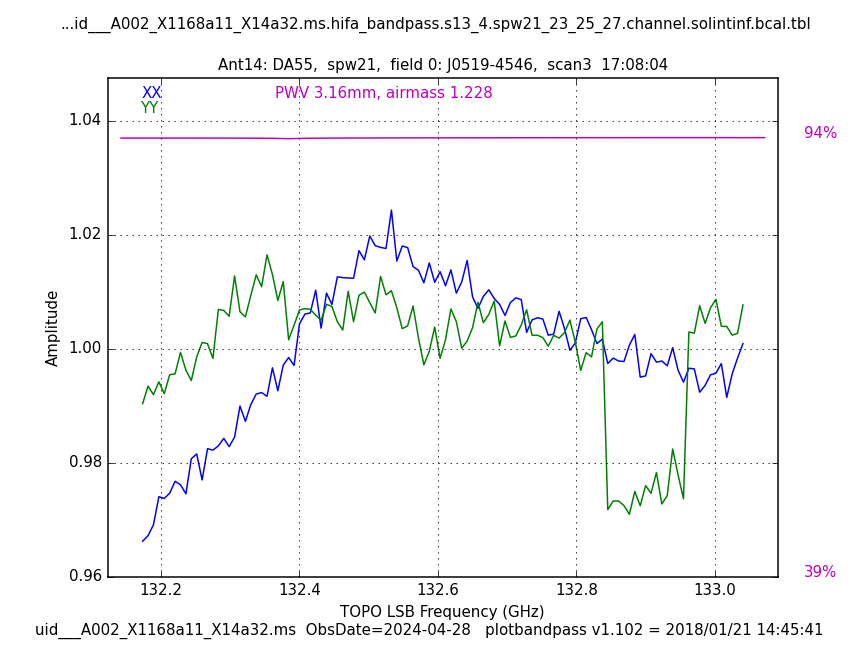 ...id___A002_X1168a11_X14a32.ms.hifa_bandpass.s13_4.spw21_23_25_27.channel.solintinf.bcal.tbl
Ant14: DA55,  spw21,  field 0: J0519-4546,  scan3  17:08:04
XX
PWV 3.16mm, airmass 1.228
YY
1.04
94%
1.02
Amplitude
1.00
0.98
0.96
39%
132.2 132.4 132.6 132.8 133.0
TOPO LSB Frequency (GHz)
uid___A002_X1168a11_X14a32.ms  ObsDate=2024-04-28   plotbandpass v1.102 = 2018/01/21 14:45:41